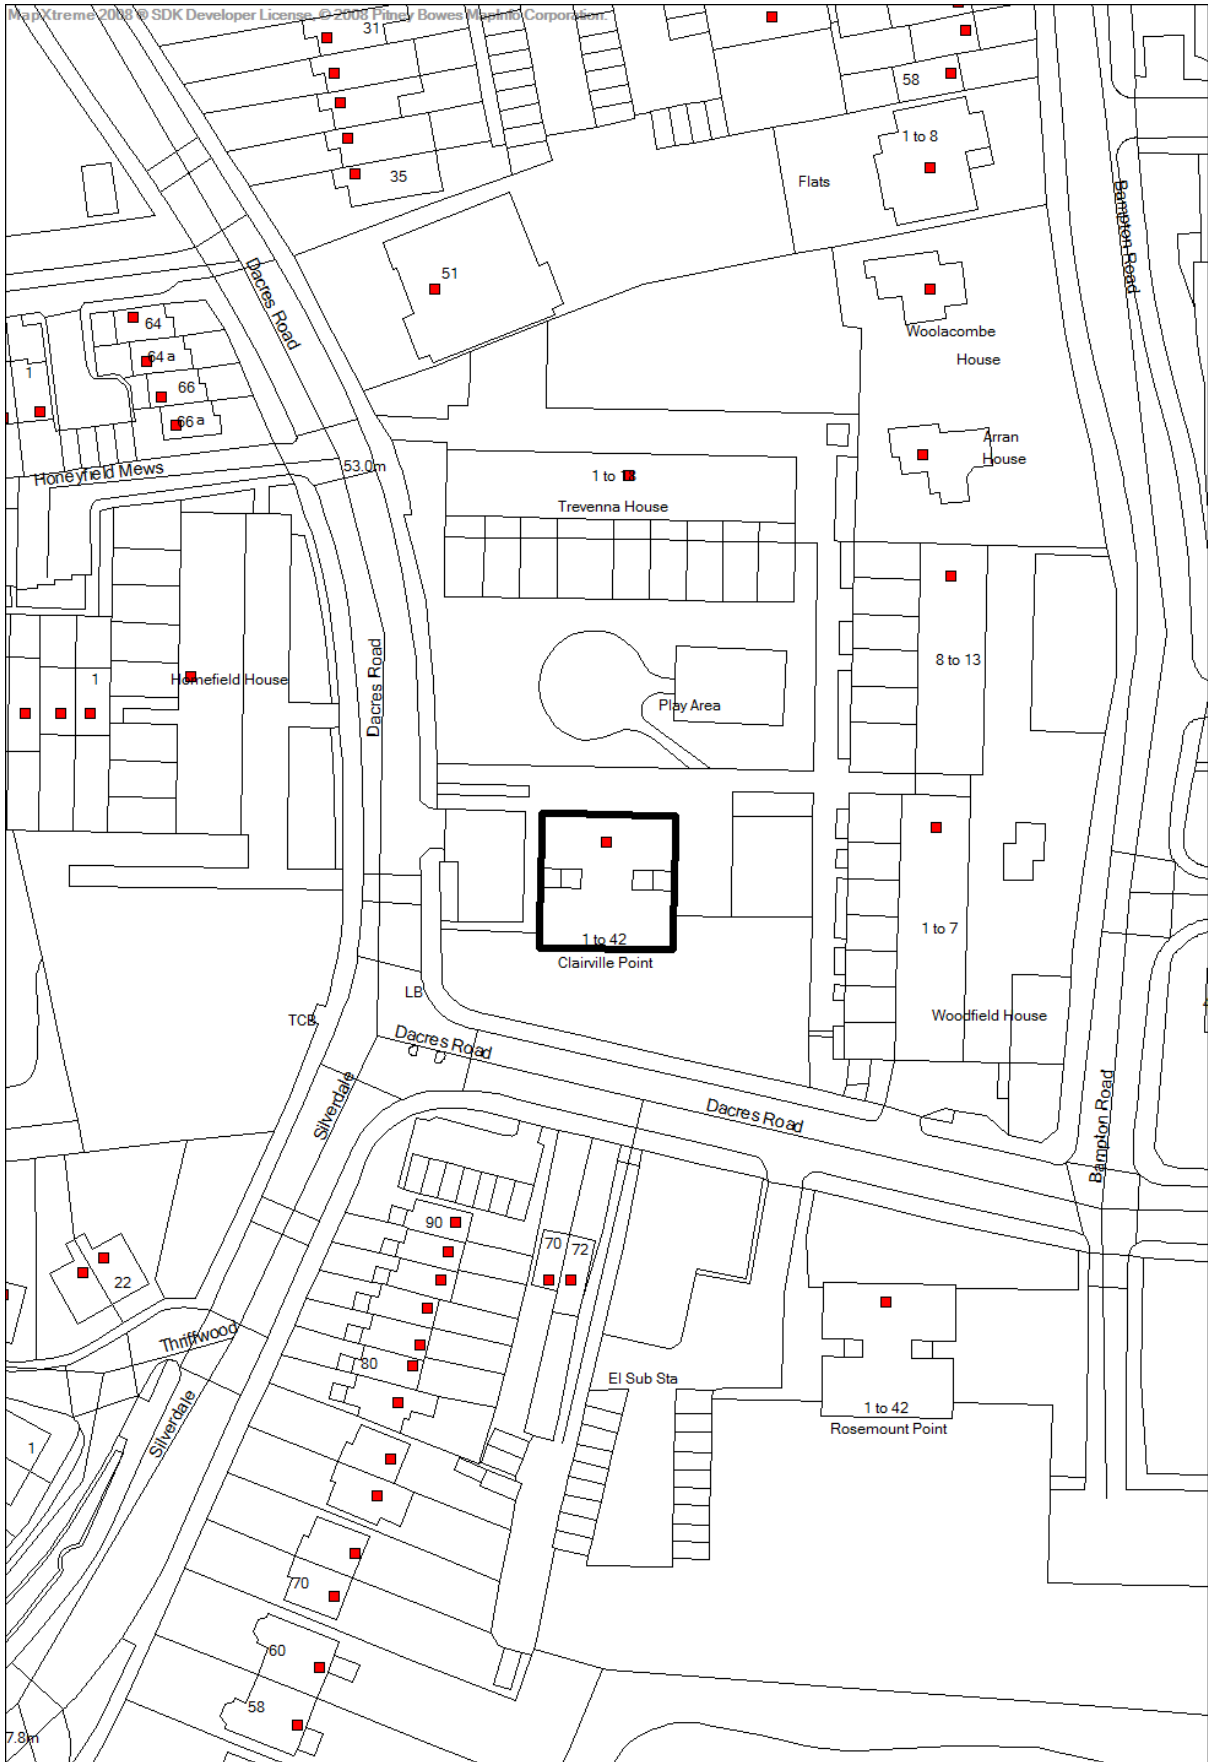 MapXtreme 2008 ® SDK Developer License. © 2008 Pitney Bowes MapInfo Corporation.
31
58
1 to 8
35
Flats
Bampton Road
51
Dacres Road
64
64 a
66
66 a
1
Woolacombe
House
Arran
House
Honeyfield Mews
53.0m
1 to 18
Trevenna House
8 to 13
Homefield House
1
Dacres Road
Play Area
1 to 42
Clairville Point
1 to 7
LB
TCB
Woodfield House
Dacres Road
Silverdale
Dacres Road
Bampton Road
90
70
72
22
Thriffwood
80
El Sub Sta
1 to 42
Rosemount Point
Silverdale
1
70
60
58
7.8m